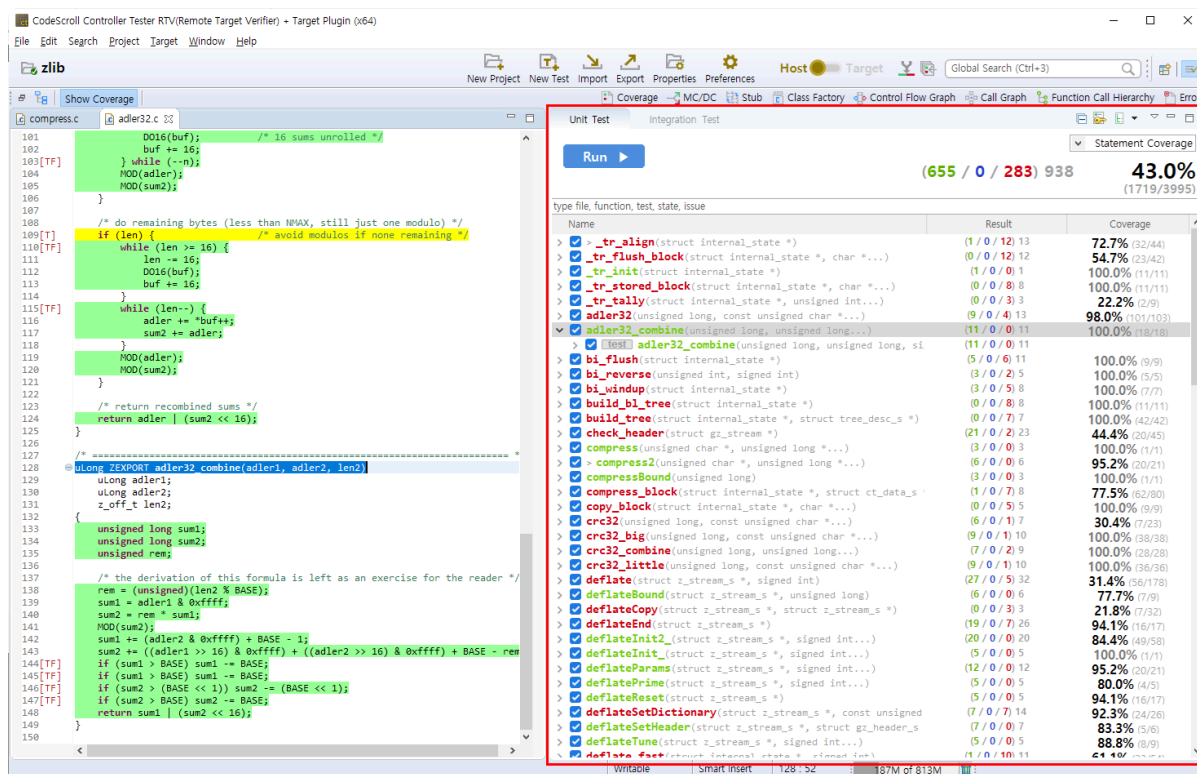 CodeScroll Controller Tester RTV(Remote Target Verifier) + Target Plugin (x64)
File Edit Search Project Target Window Help
zlib
New Project New Test Import Export Properties Preferences
Host Target
Global Search (Ctrl+3)
Show Coverage
Coverage MC/DC Stub Class Factory Control Flow Graph Call Graph Function Call Hierarchy Erro
compress.c adler32.c
101 DO16(buf); /* 16 sums unrolled */
102 buf += 16;
103[TF] } while (--n);
104 MOD(adler);
105 MOD(sum2);
106 }
107
108 /* do remaining bytes (less than NMAX, still just one modulo) */
109[T] if (len) { /* avoid modulos if none remaining */
110[TF] while (len >= 16) {
111 len -= 16;
112 DO16(buf);
113 buf += 16;
114 }
115[TF] while (len--) {
116 adler += *buf++;
117 sum2 += adler;
118 }
119 MOD(adler);
120 MOD(sum2);
121 }
122
123 /* return recombined sums */
124 return adler | (sum2 << 16);
125 }
126
127 /* ========================================================================= *
128 uLong ZEXPORT adler32_combine(adler1, adler2, len2)
129 uLong adler1;
130 uLong adler2;
131 z_off_t len2;
132 {
133 unsigned long sum1;
134 unsigned long sum2;
135 unsigned rem;
136
137 /* the derivation of this formula is left as an exercise for the reader */
138 rem = (unsigned)(len2 % BASE);
139 sum1 = adler1 & 0xffff;
140 sum2 = rem * sum1;
141 MOD(sum2);
142 sum1 += (adler2 & 0xffff) + BASE - 1;
143 sum2 += ((adler1 >> 16) & 0xffff) + ((adler2 >> 16) & 0xffff) + BASE - rem
144[TF] if (sum1 > BASE) sum1 -= BASE;
145[TF] if (sum1 > BASE) sum1 -= BASE;
146[TF] if (sum2 > (BASE << 1)) sum2 -= (BASE << 1);
147[TF] if (sum2 > BASE) sum2 -= BASE;
148 return sum1 | (sum2 << 16);
149 }
150
Unit Test Integration Test
Statement Coverage
Run
(655 / 0 / 283) 938 43.0%
(1719/3995)
type file, function, test, state, issue
Name Result Coverage
> _tr_align(struct internal_state *) (1 / 0 / 12) 13 72.7% (32/44)
_tr_flush_block(struct internal_state *, char *...) (0 / 0 / 12) 12 54.7% (23/42)
_tr_init(struct internal_state *) (1 / 0 / 0) 1 100.0% (11/11)
_tr_stored_block(struct internal_state *, char *...) (0 / 0 / 8) 8 100.0% (11/11)
_tr_tally(struct internal_state *, unsigned int...) (0 / 0 / 3) 3 22.2% (2/9)
adler32(unsigned long, const unsigned char *...) (9 / 0 / 4) 13 98.0% (101/103)
adler32_combine(unsigned long, unsigned long...) (11 / 0 / 0) 11 100.0% (18/18)
test adler32_combine(unsigned long, unsigned long, si (11 / 0 / 0) 11
bi_flush(struct internal_state *) (5 / 0 / 6) 11 100.0% (9/9)
bi_reverse(unsigned int, signed int) (3 / 0 / 2) 5 100.0% (5/5)
bi_windup(struct internal_state *) (3 / 0 / 5) 8 100.0% (7/7)
build_bl_tree(struct internal_state *) (0 / 0 / 8) 8 100.0% (11/11)
build_tree(struct internal_state *, struct tree_desc_s *) (0 / 0 / 7) 7 100.0% (42/42)
check_header(struct gz_stream *) (21 / 0 / 2) 23 44.4% (20/45)
compress(unsigned char *, unsigned long *...) (3 / 0 / 0) 3 100.0% (1/1)
> compress2(unsigned char *, unsigned long *...) (6 / 0 / 0) 6 95.2% (20/21)
compressBound(unsigned long) (3 / 0 / 0) 3 100.0% (1/1)
compress_block(struct internal_state *, struct ct_data_s (1 / 0 / 7) 8 77.5% (62/80)
copy_block(struct internal_state *, char *...) (0 / 0 / 5) 5 100.0% (9/9)
crc32(unsigned long, const unsigned char *...) (6 / 0 / 1) 7 30.4% (7/23)
crc32_big(unsigned long, const unsigned char *...) (9 / 0 / 1) 10 100.0% (38/38)
crc32_combine(unsigned long, unsigned long...) (7 / 0 / 2) 9 100.0% (28/28)
crc32_little(unsigned long, const unsigned char *...) (9 / 0 / 1) 10 100.0% (36/36)
deflate(struct z_stream_s *, signed int) (27 / 0 / 5) 32 31.4% (56/178)
deflateBound(struct z_stream_s *, unsigned long) (6 / 0 / 0) 6 77.7% (7/9)
deflateCopy(struct z_stream_s *, struct z_stream_s *) (0 / 0 / 3) 3 21.8% (7/32)
deflateEnd(struct z_stream_s *) (19 / 0 / 7) 26 94.1% (16/17)
deflateInit2_(struct z_stream_s *, signed int...) (20 / 0 / 0) 20 84.4% (49/58)
deflateInit_(struct z_stream_s *, signed int...) (5 / 0 / 0) 5 100.0% (1/1)
deflateParams(struct z_stream_s *, signed int...) (12 / 0 / 0) 12 95.2% (20/21)
deflatePrime(struct z_stream_s *, signed int...) (5 / 0 / 0) 5 80.0% (4/5)
deflateReset(struct z_stream_s *) (5 / 0 / 0) 5 94.1% (16/17)
deflateSetDictionary(struct z_stream_s *, const unsigned (7 / 0 / 7) 14 92.3% (24/26)
deflateSetHeader(struct z_stream_s *, struct gz_header_s (7 / 0 / 0) 7 83.3% (5/6)
deflateTune(struct z_stream_s *, signed int...) (5 / 0 / 0) 5 88.8% (8/9)
deflate_fast(struct internal_state *, signed int) (1 / 0 / 10) 11 61.1%
Writable Smart Insert 128 : 52 187M of 813M